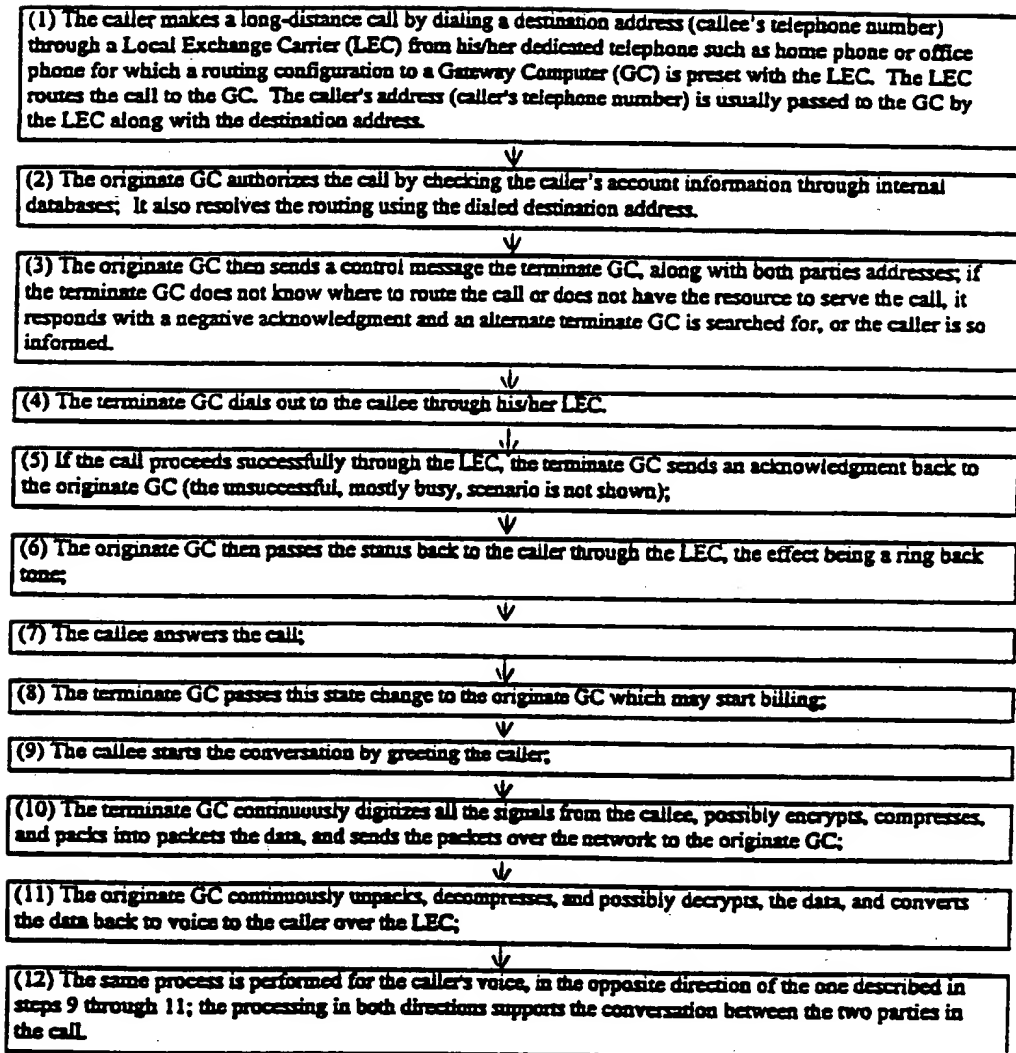 (1) The caller makes a long-distance call by dialing a destination address (callee's telephone number)
through a Local Exchange Carrier (LEC) from his/her dedicated telephone such as home phone or office
phone for which a routing configuration to a Gateway Computer (GC) is preset with the LEC. The LEC
routes the call to the GC. The caller's address (caller's telephone number) is usually passed to the GC by
the LEC along with the destination address.
(2) The originate GC authorizes the call by checking the caller's account information through internal
databases; It also resolves the routing using the dialed destination address.
(3) The originate GC then sends a control message the terminate GC, along with both parties addresses; if
the terminate GC does not know where to route the call or does not have the resource to serve the call, it
responds with a negative acknowledgment and an alternate terminate GC is searched for, or the caller is so
informed.
(4) The terminate GC dials out to the callee through his/her LEC.
(5) If the call proceeds successfully through the LEC, the terminate GC sends an acknowledgment back to
the originate GC (the unsuccessful, mostly busy, scenario is not shown);
(6) The originate GC then passes the status back to the caller through the LEC, the effect being a ring back
tone;
(7) The callee answers the call;
(8) The terminate GC passes this state change to the originate GC which may start billing;
(9) The callee starts the conversation by greeting the caller;
(10) The terminate GC continuously digitizes all the signals from the callee, possibly encrypts, compresses,
and packs into packets the data, and sends the packets over the network to the originate GC;
(11) The originate GC continuously unpacks, decompresses, and possibly decrypts, the data, and converts
the data back to voice to the caller over the LEC;
(12) The same process is performed for the caller's voice, in the opposite direction of the one described in
steps 9 through 11; the processing in both directions supports the conversation between the two parties in
the call.